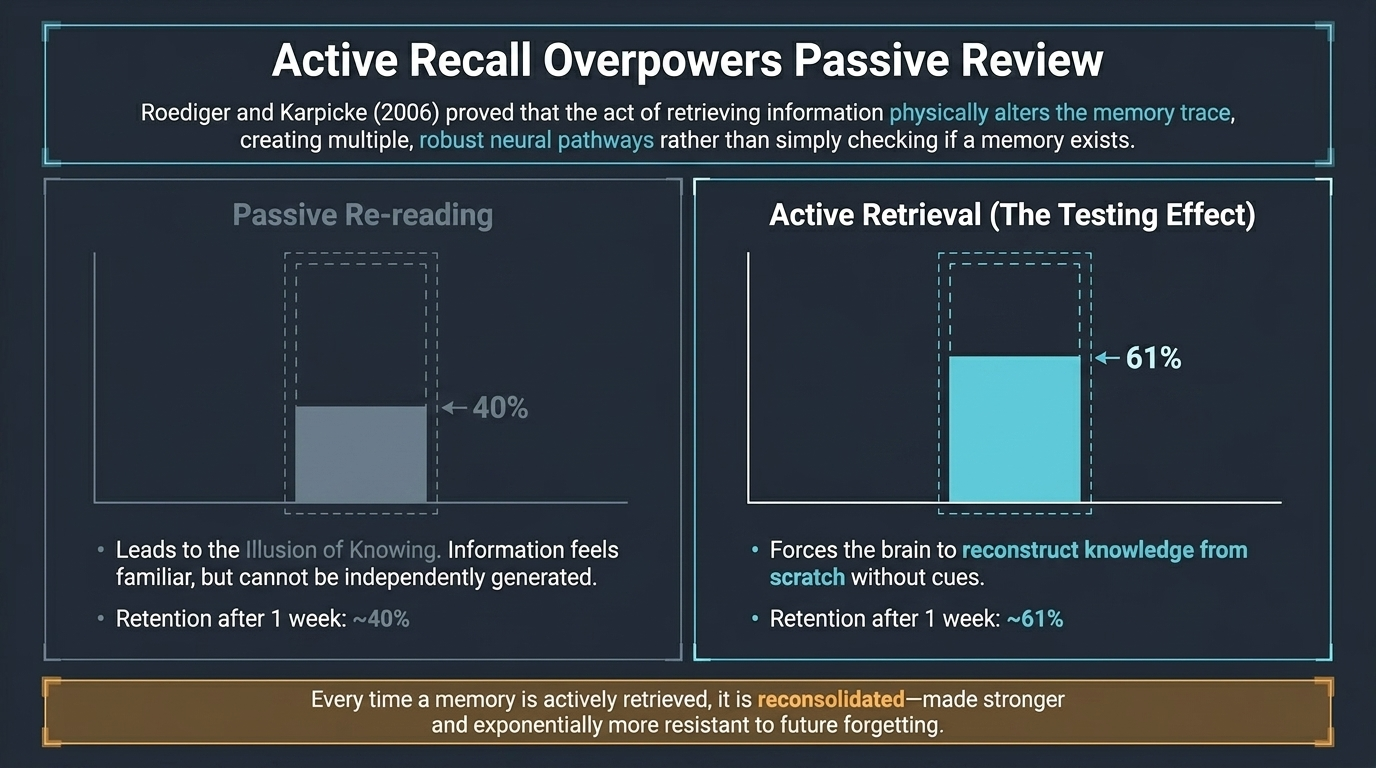 Active Recall Overpowers Passive Review
Roediger and Karpicke (2006) proved that the act of retrieving information physically alters the memory trace,
creating multiple, robust neural pathways rather than simply checking if a memory exists.
Passive Re-reading
40%
• Leads to the Illusion of Knowing. Information feels
familiar, but cannot be independently generated.
• Retention after 1 week: ~40%
Active Retrieval (The Testing Effect)
61%
• Forces the brain to reconstruct knowledge from
scratch without cues.
• Retention after 1 week: ~61%
Every time a memory is actively retrieved, it is reconsolidated—made stronger
and exponentially more resistant to future forgetting.